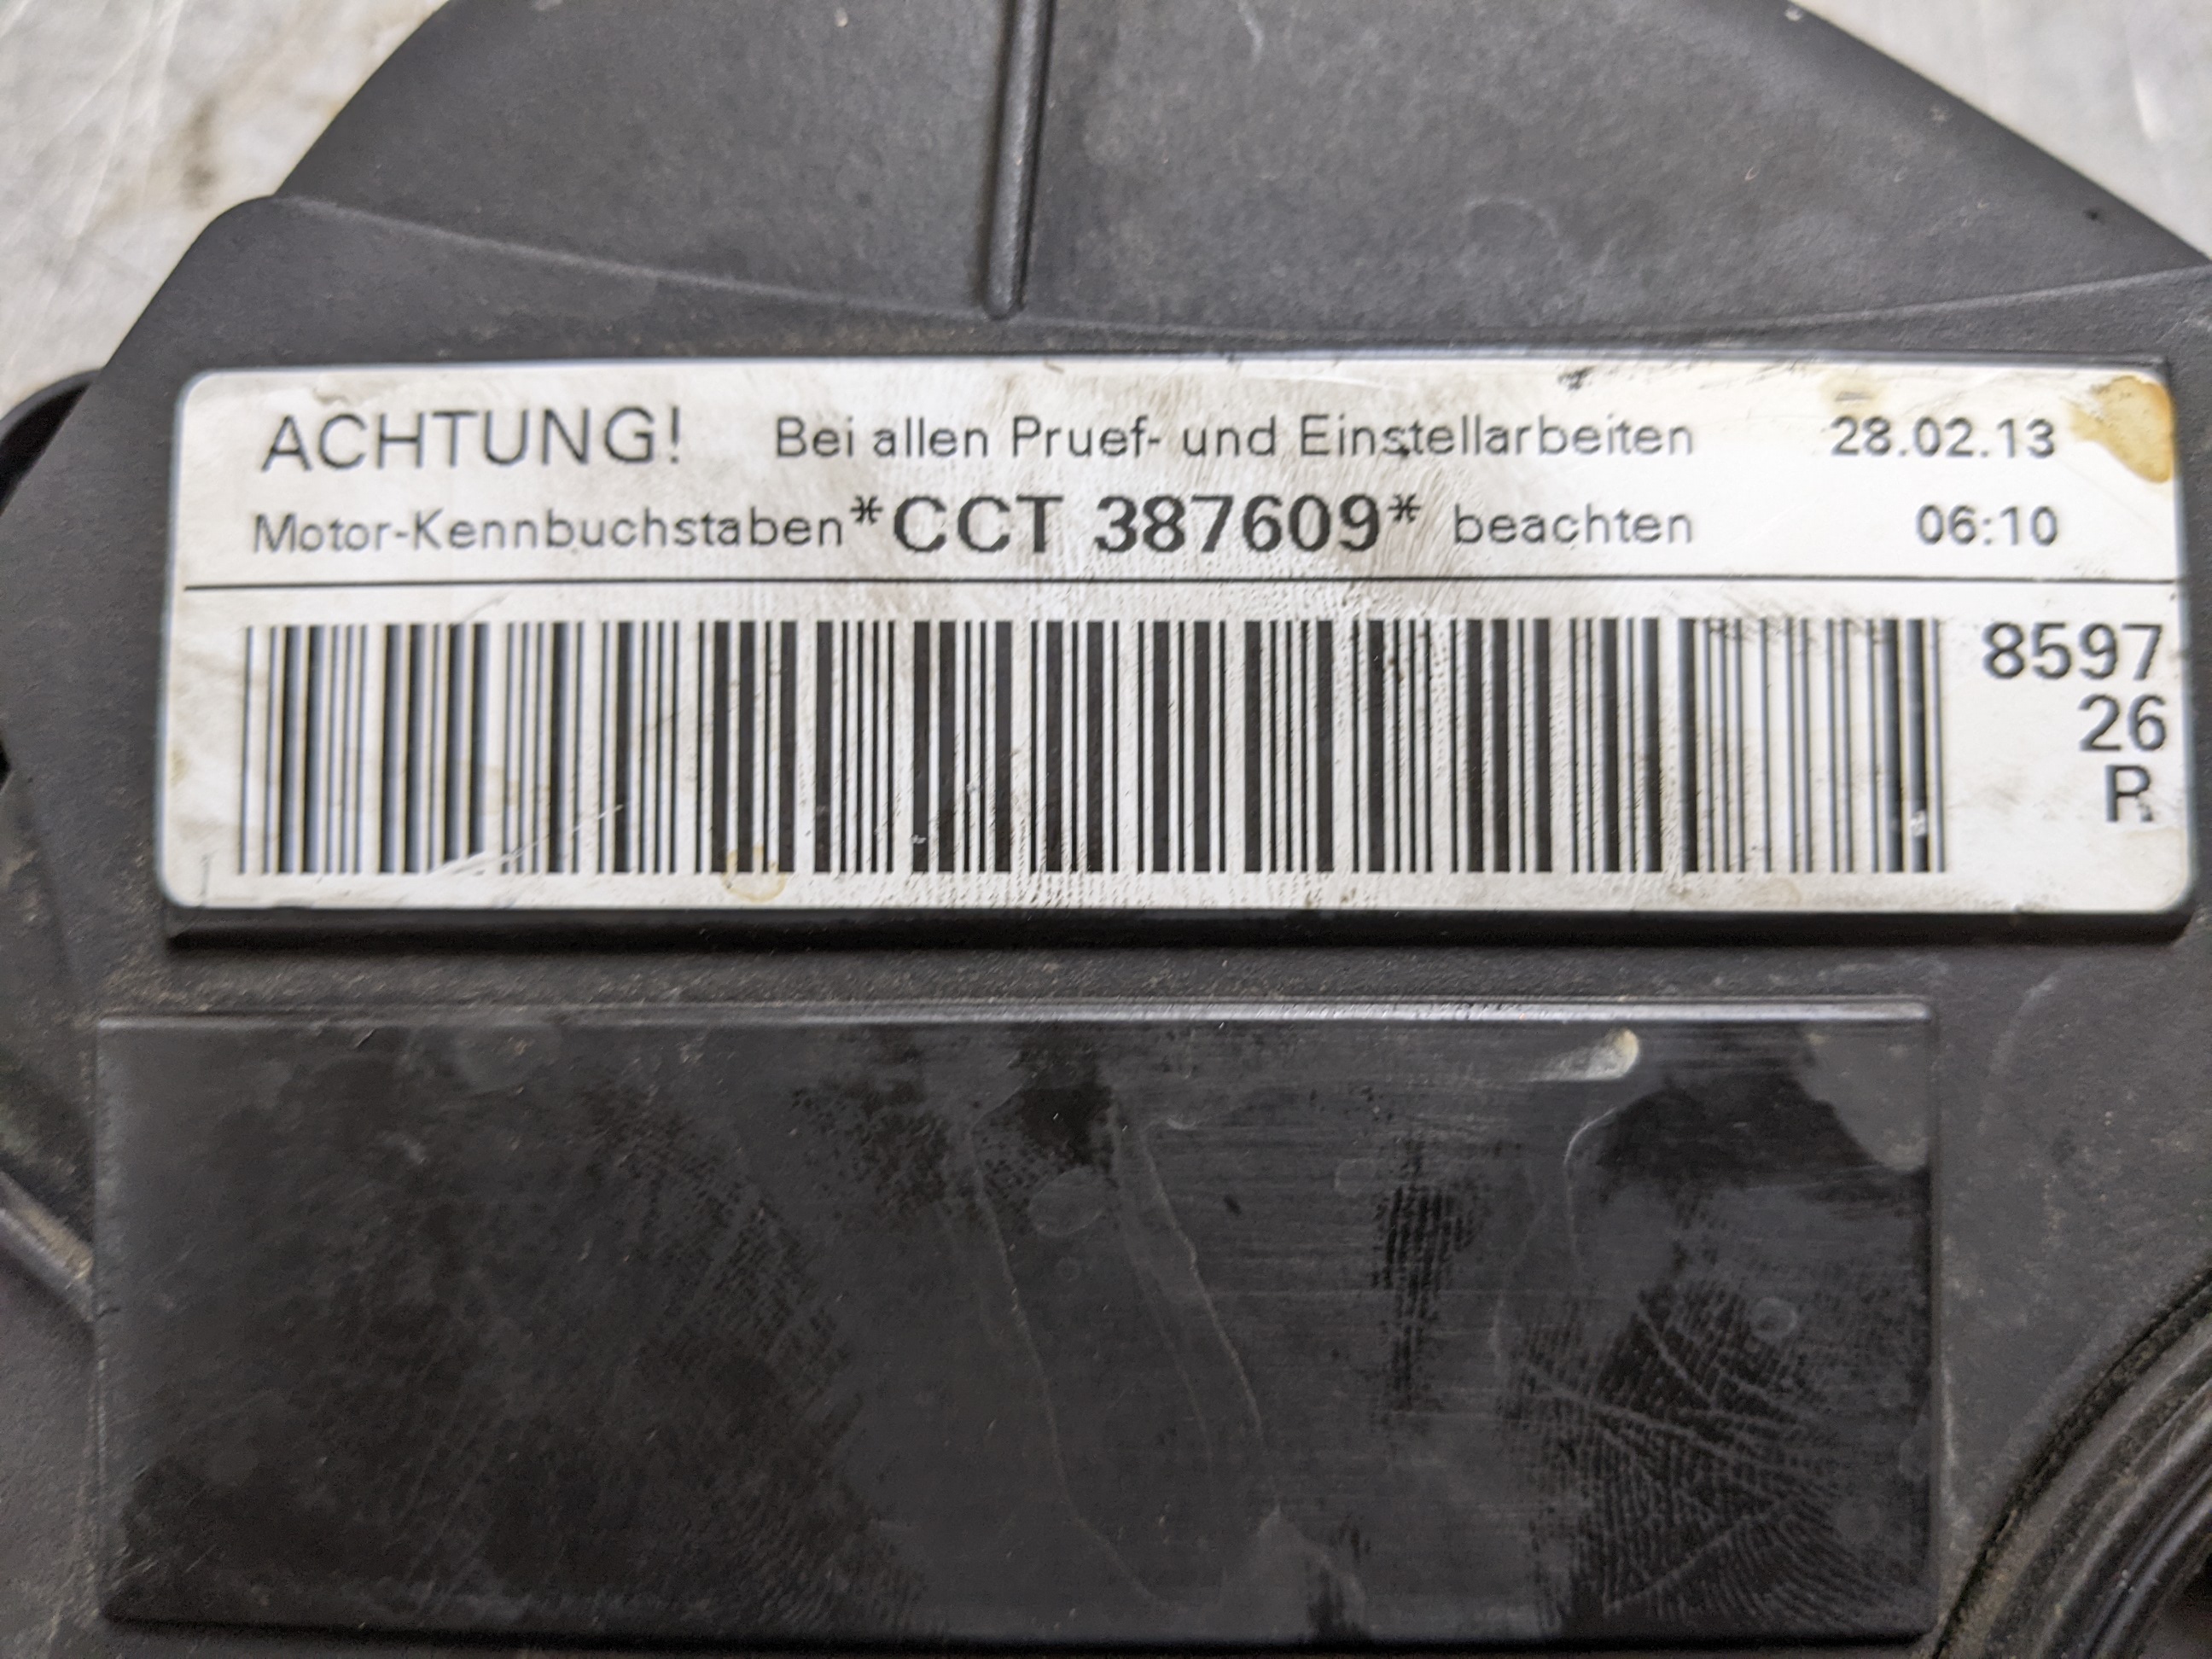 ACHTUNG! Bei allen Pruef- und Einstellarbeiten 28.02.13
Motor-Kennbuchstaben*CCT 387609* beachten 06:10
8597
26
R